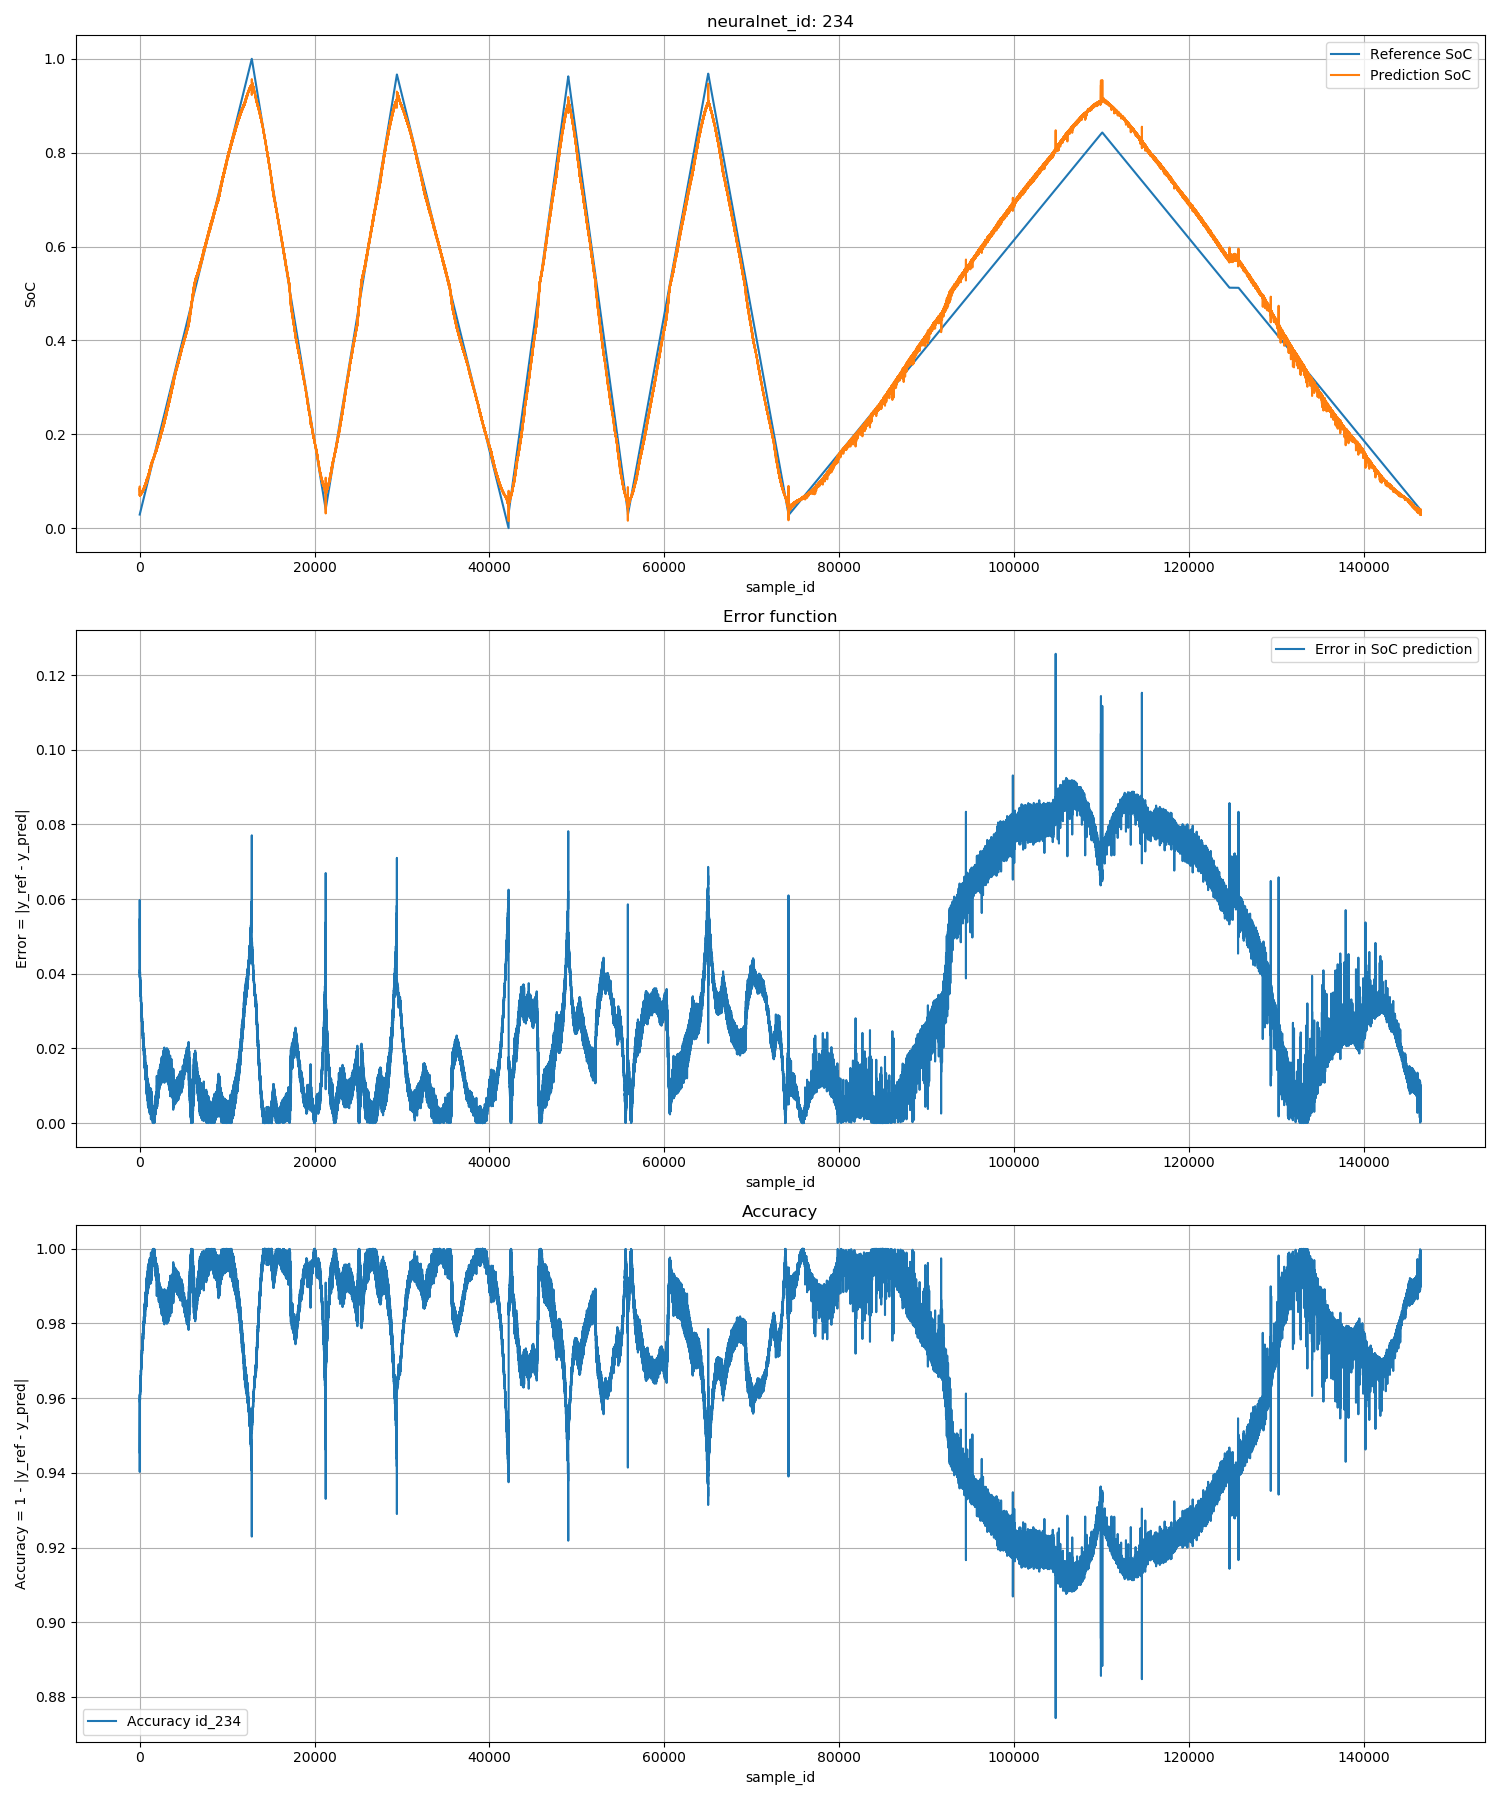 neuralnet_id: 234
Reference SoC
Prediction SoC
1.0
0.8
0.6
0.4
0.2
0.0
SoC
0 20000 40000 60000 80000 100000 120000 140000
sample_id
Error function
Error in SoC prediction
0.12
0.10
0.08
0.06
0.04
0.02
0.00
Error = |y_ref - y_pred|
0 20000 40000 60000 80000 100000 120000 140000
sample_id
Accuracy
1.00
0.98
0.96
0.94
0.92
0.90
0.88
Accuracy = 1 - |y_ref - y_pred|
Accuracy id_234
0 20000 40000 60000 80000 100000 120000 140000
sample_id